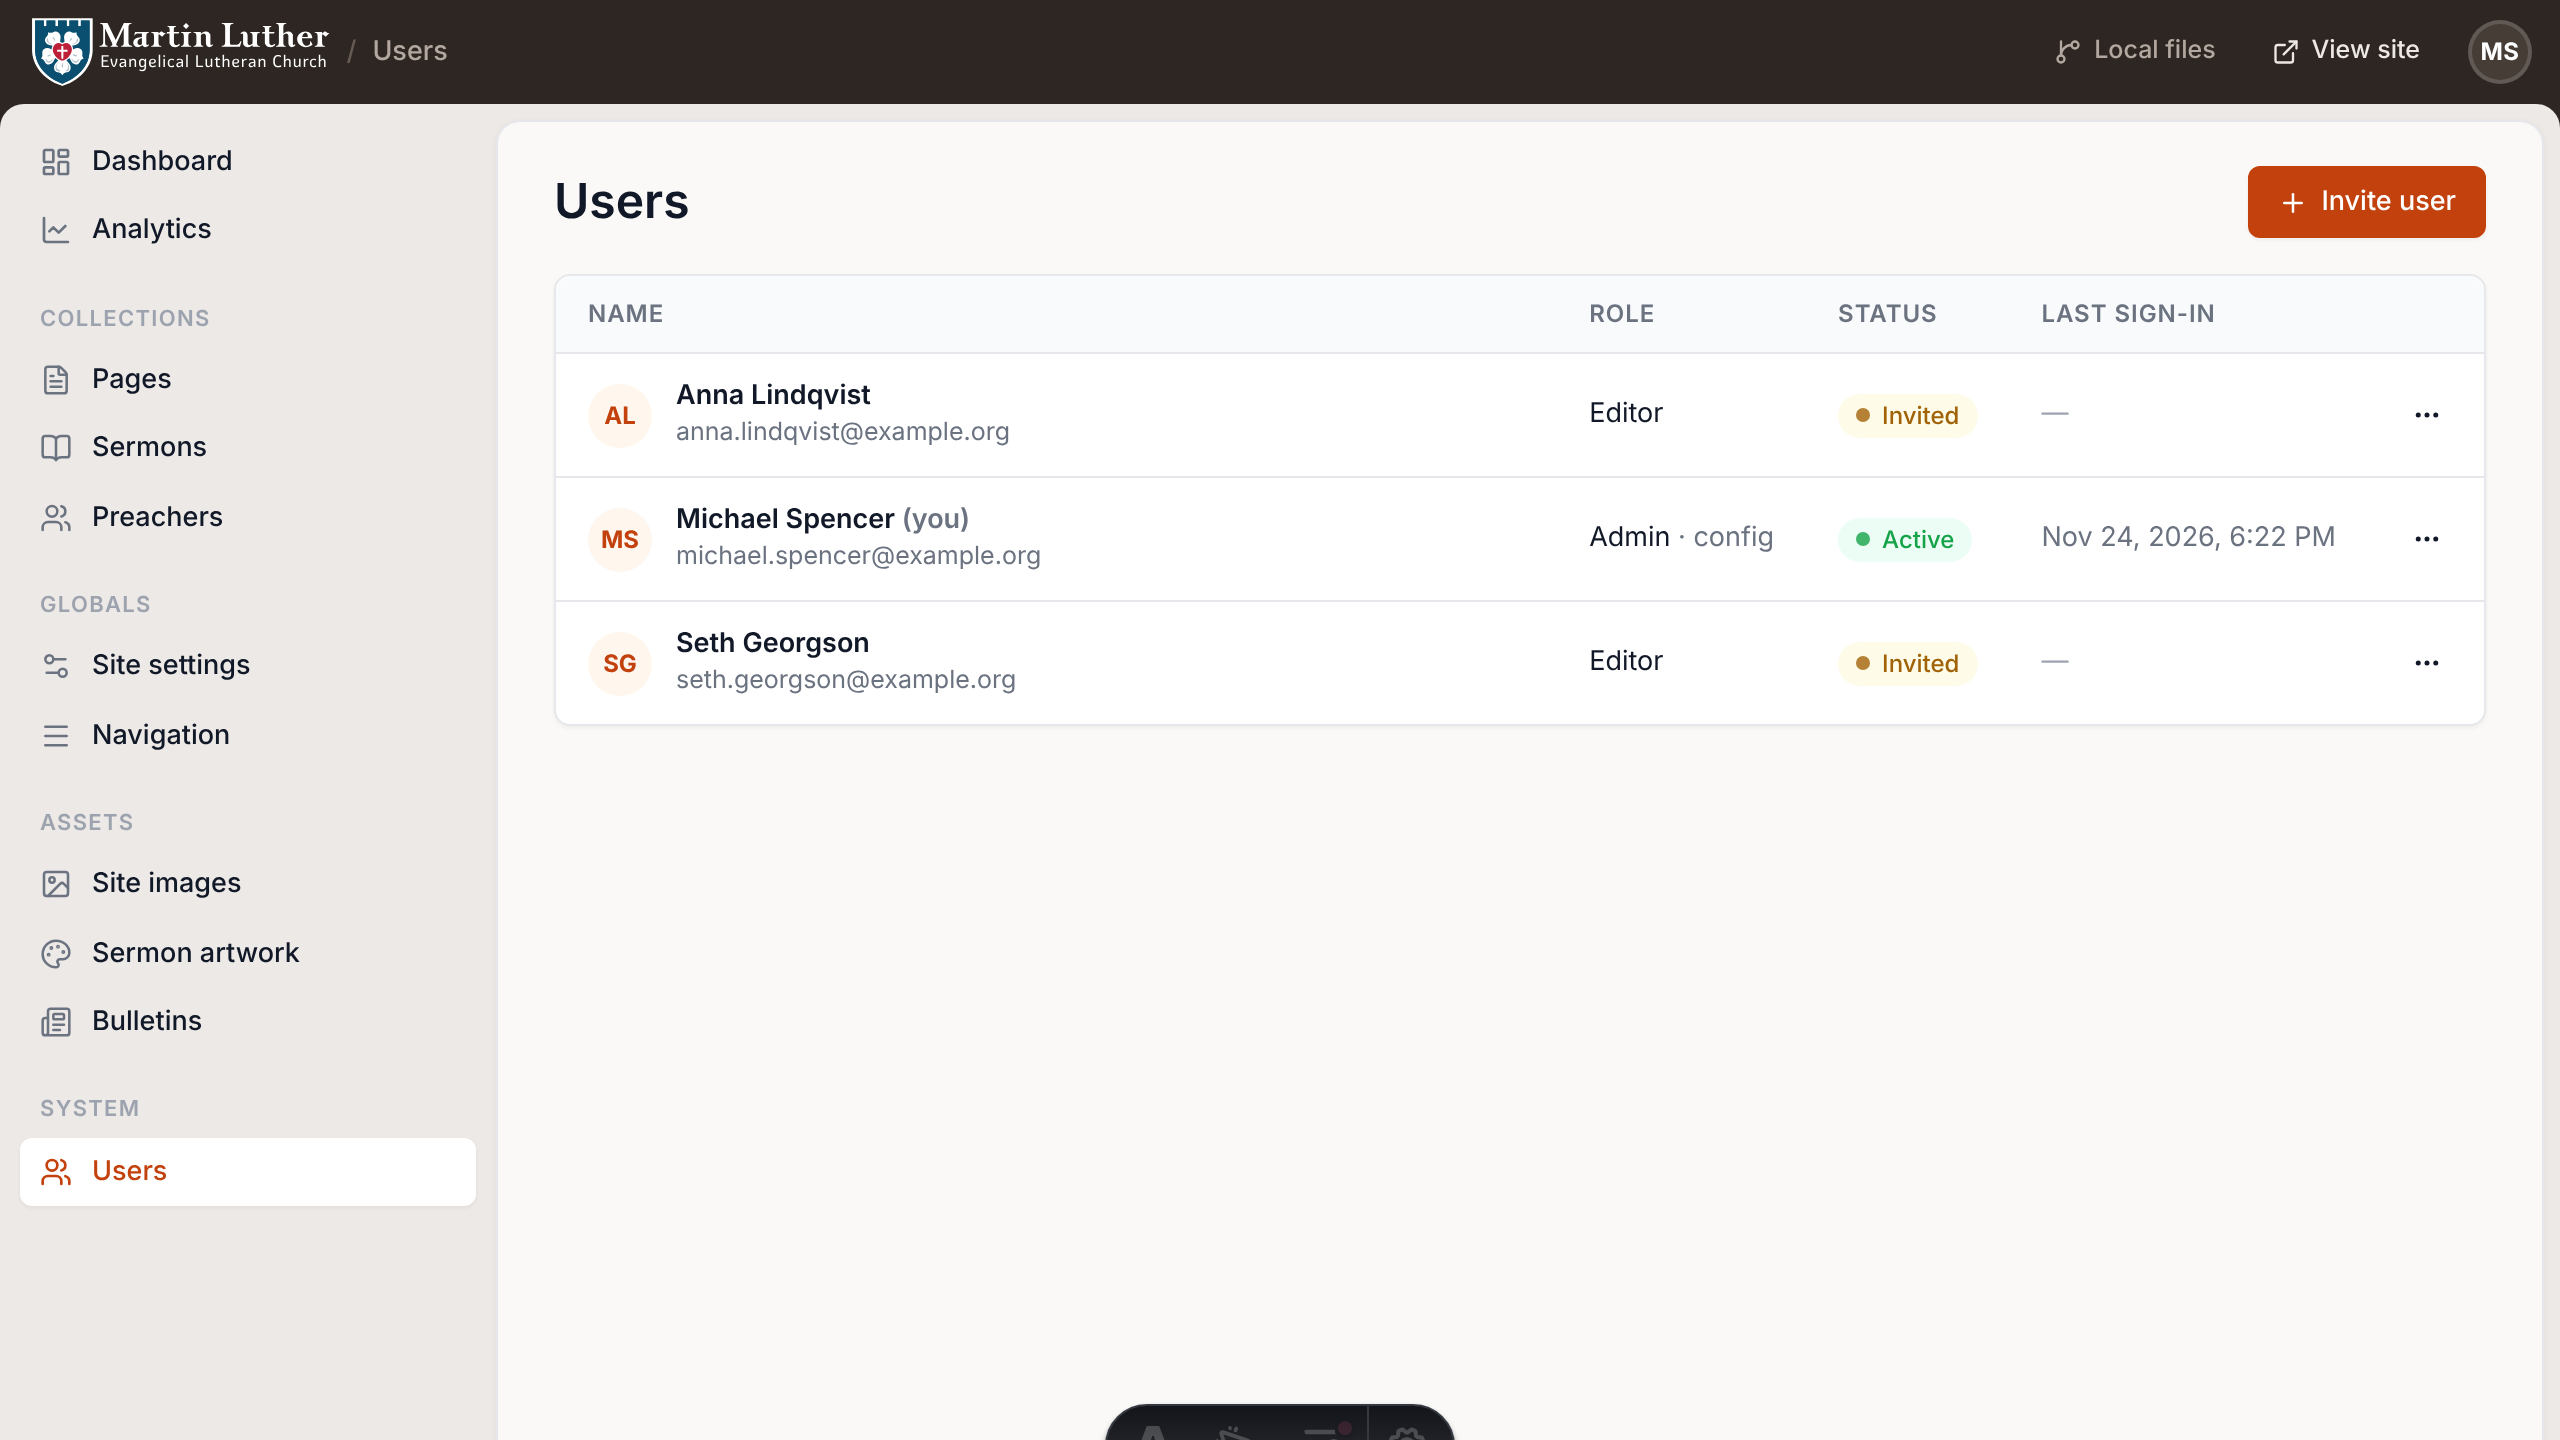 Martin Luther
Evangelical Lutheran Church
/ Users
Local files
View site
MS
Dashboard
Analytics
COLLECTIONS
Pages
Sermons
Preachers
GLOBALS
Site settings
Navigation
ASSETS
Site images
Sermon artwork
Bulletins
SYSTEM
Users
Users
+ Invite user
NAME ROLE STATUS LAST SIGN-IN
AL
Anna Lindqvist
anna.lindqvist@example.org
Editor
Invited
—
MS
Michael Spencer (you)
michael.spencer@example.org
Admin · config
Active
Nov 24, 2026, 6:22 PM
SG
Seth Georgson
seth.georgson@example.org
Editor
Invited
—